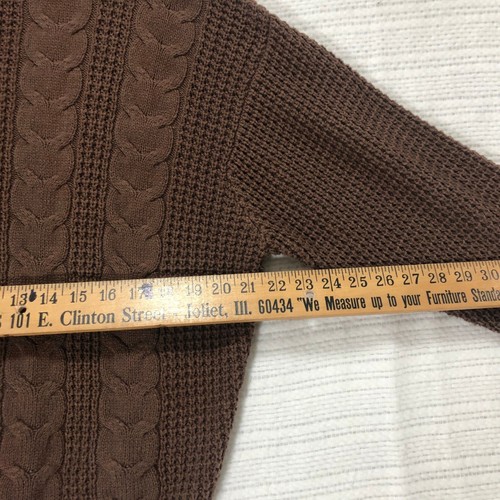 13 14 15 16 17 18 19 20 21 22 23 24 25 26 27 28 29 30
101 E. Clinton Street - Joliet, Ill. 60434 "We Measure up to your Furniture Standa